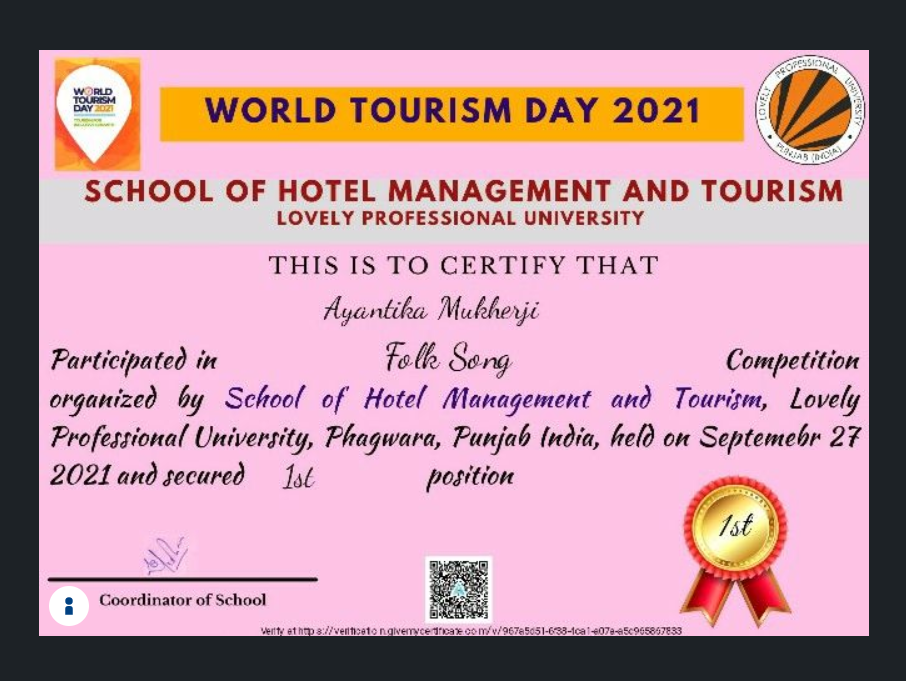 WORLD TOURISM DAY 2021
WORLD
TOURISM
DAY 2021
LOVELY PROFESSIONAL UNIVERSITY
PUNJAB (INDIA)
SCHOOL OF HOTEL MANAGEMENT AND TOURISM
LOVELY PROFESSIONAL UNIVERSITY
THIS IS TO CERTIFY THAT
Ayantika Mukherji
Participated in Folk Song Competition
organized by School of Hotel Management and Tourism, Lovely
Professional University, Phagwara, Punjab India, held on Septemebr 27
2021 and secured 1st position
1st
Coordinator of School
Verify at https://verification.givemycertificate.com/v/967a5d51-6f38-4ca1-a07a-a5c965867833